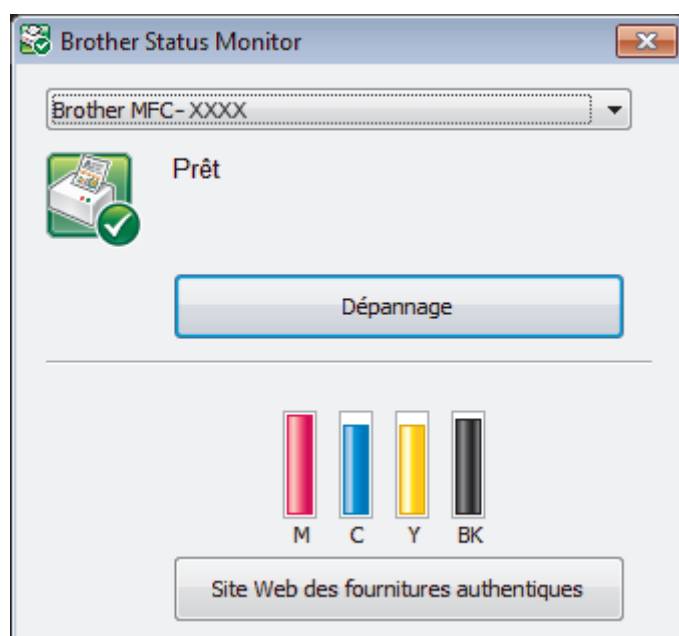 Brother Status Monitor
Brother MFC-XXXX
Prêt
Dépannage
M C Y BK
Site Web des fournitures authentiques